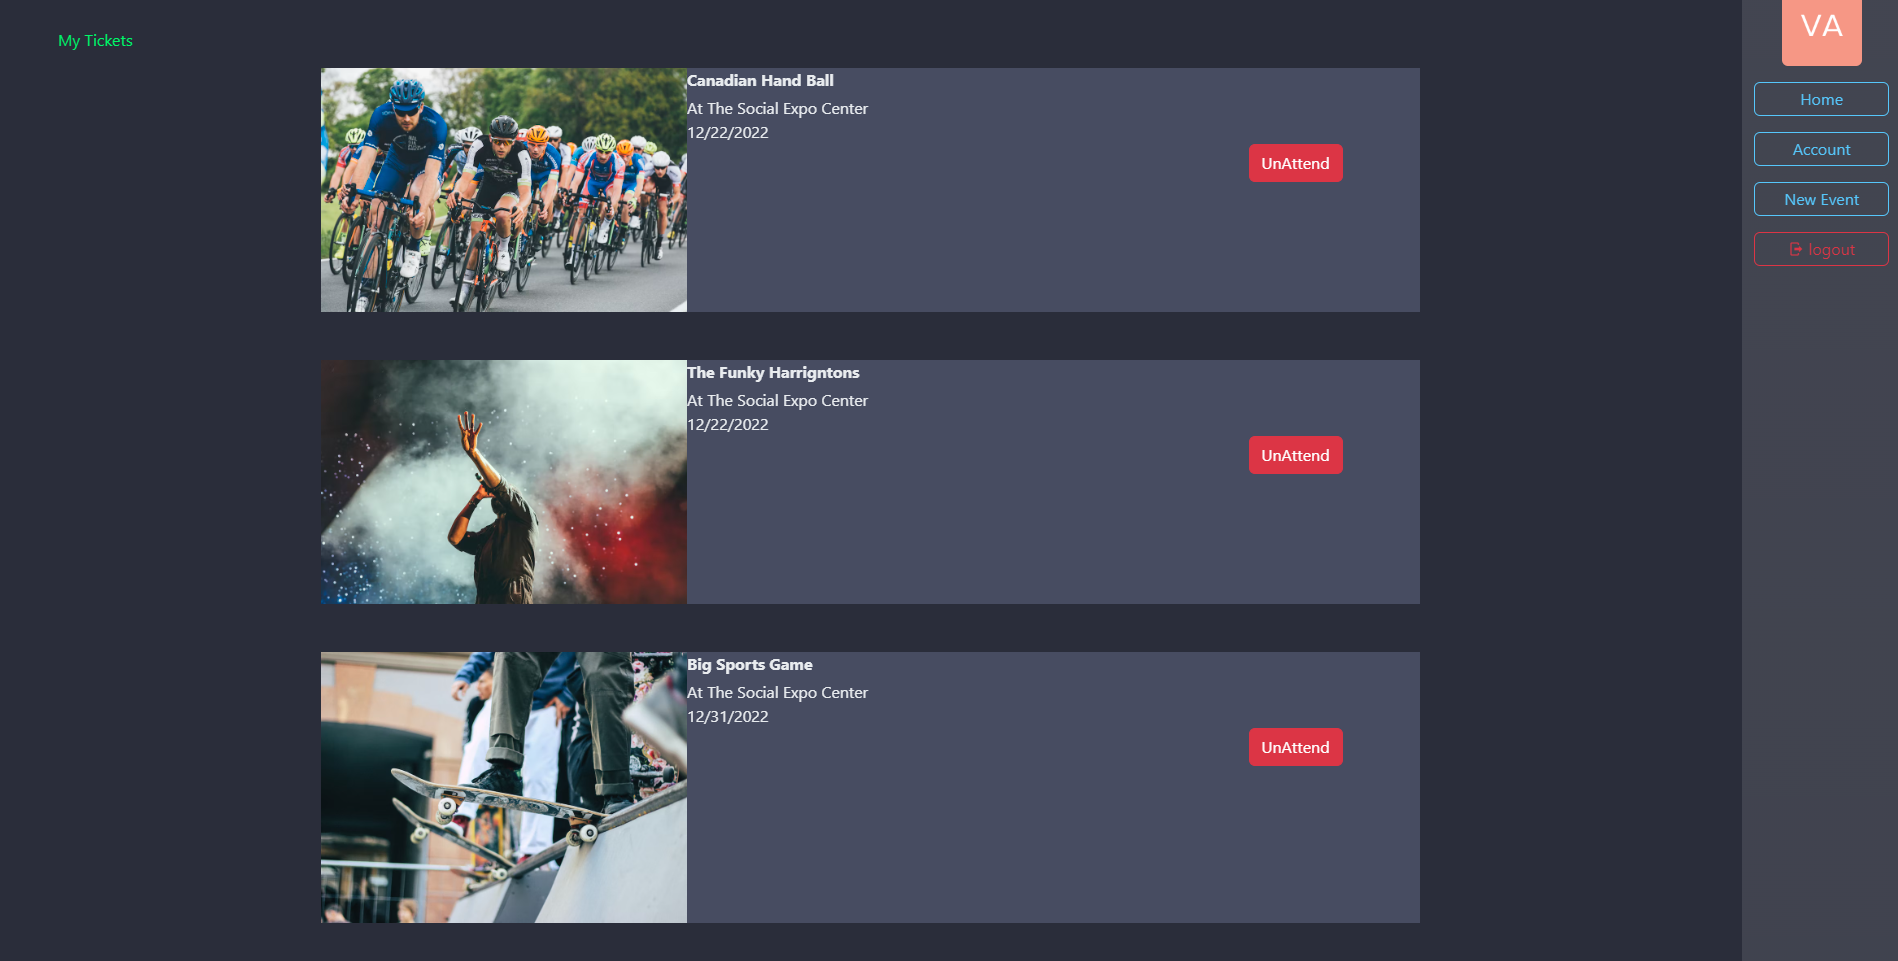 My Tickets
Canadian Hand Ball
At The Social Expo Center
12/22/2022
UnAttend
The Funky Harrigntons
At The Social Expo Center
12/22/2022
UnAttend
Big Sports Game
At The Social Expo Center
12/31/2022
UnAttend
VA
Home
Account
New Event
logout